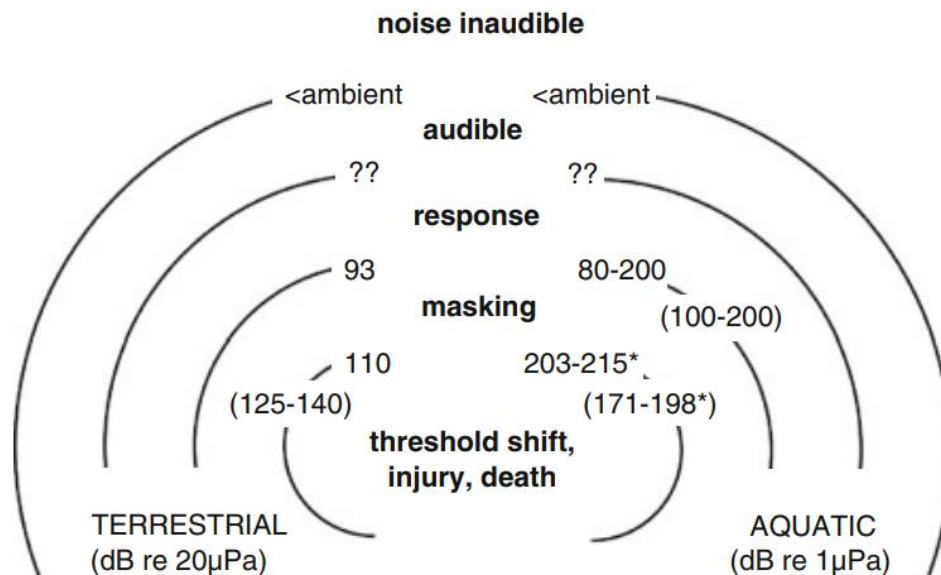 noise inaudible
<ambient <ambient
audible
?? ??
response
93 80-200
masking (100-200)
110 203-215*
(125-140) (171-198*)
threshold shift,
injury, death
TERRESTRIAL AQUATIC
(dB re 20µPa) (dB re 1µPa)